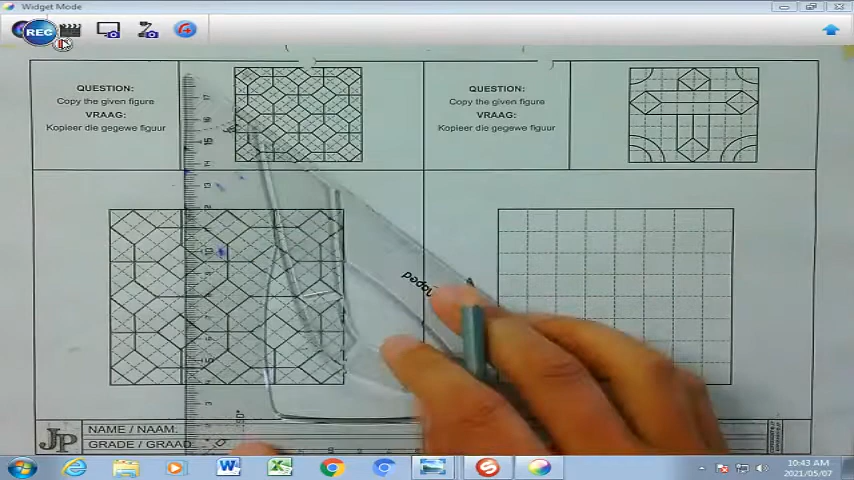 Widget Mode
REC
QUESTION:
Copy the given figure
VRAAG:
Kopieer die gegewe figuur
QUESTION:
Copy the given figure
VRAAG:
Kopieer die gegewe figuur
JP
NAME / NAAM.
GRADE / GRAAD
10:43 AM
2021/05/07